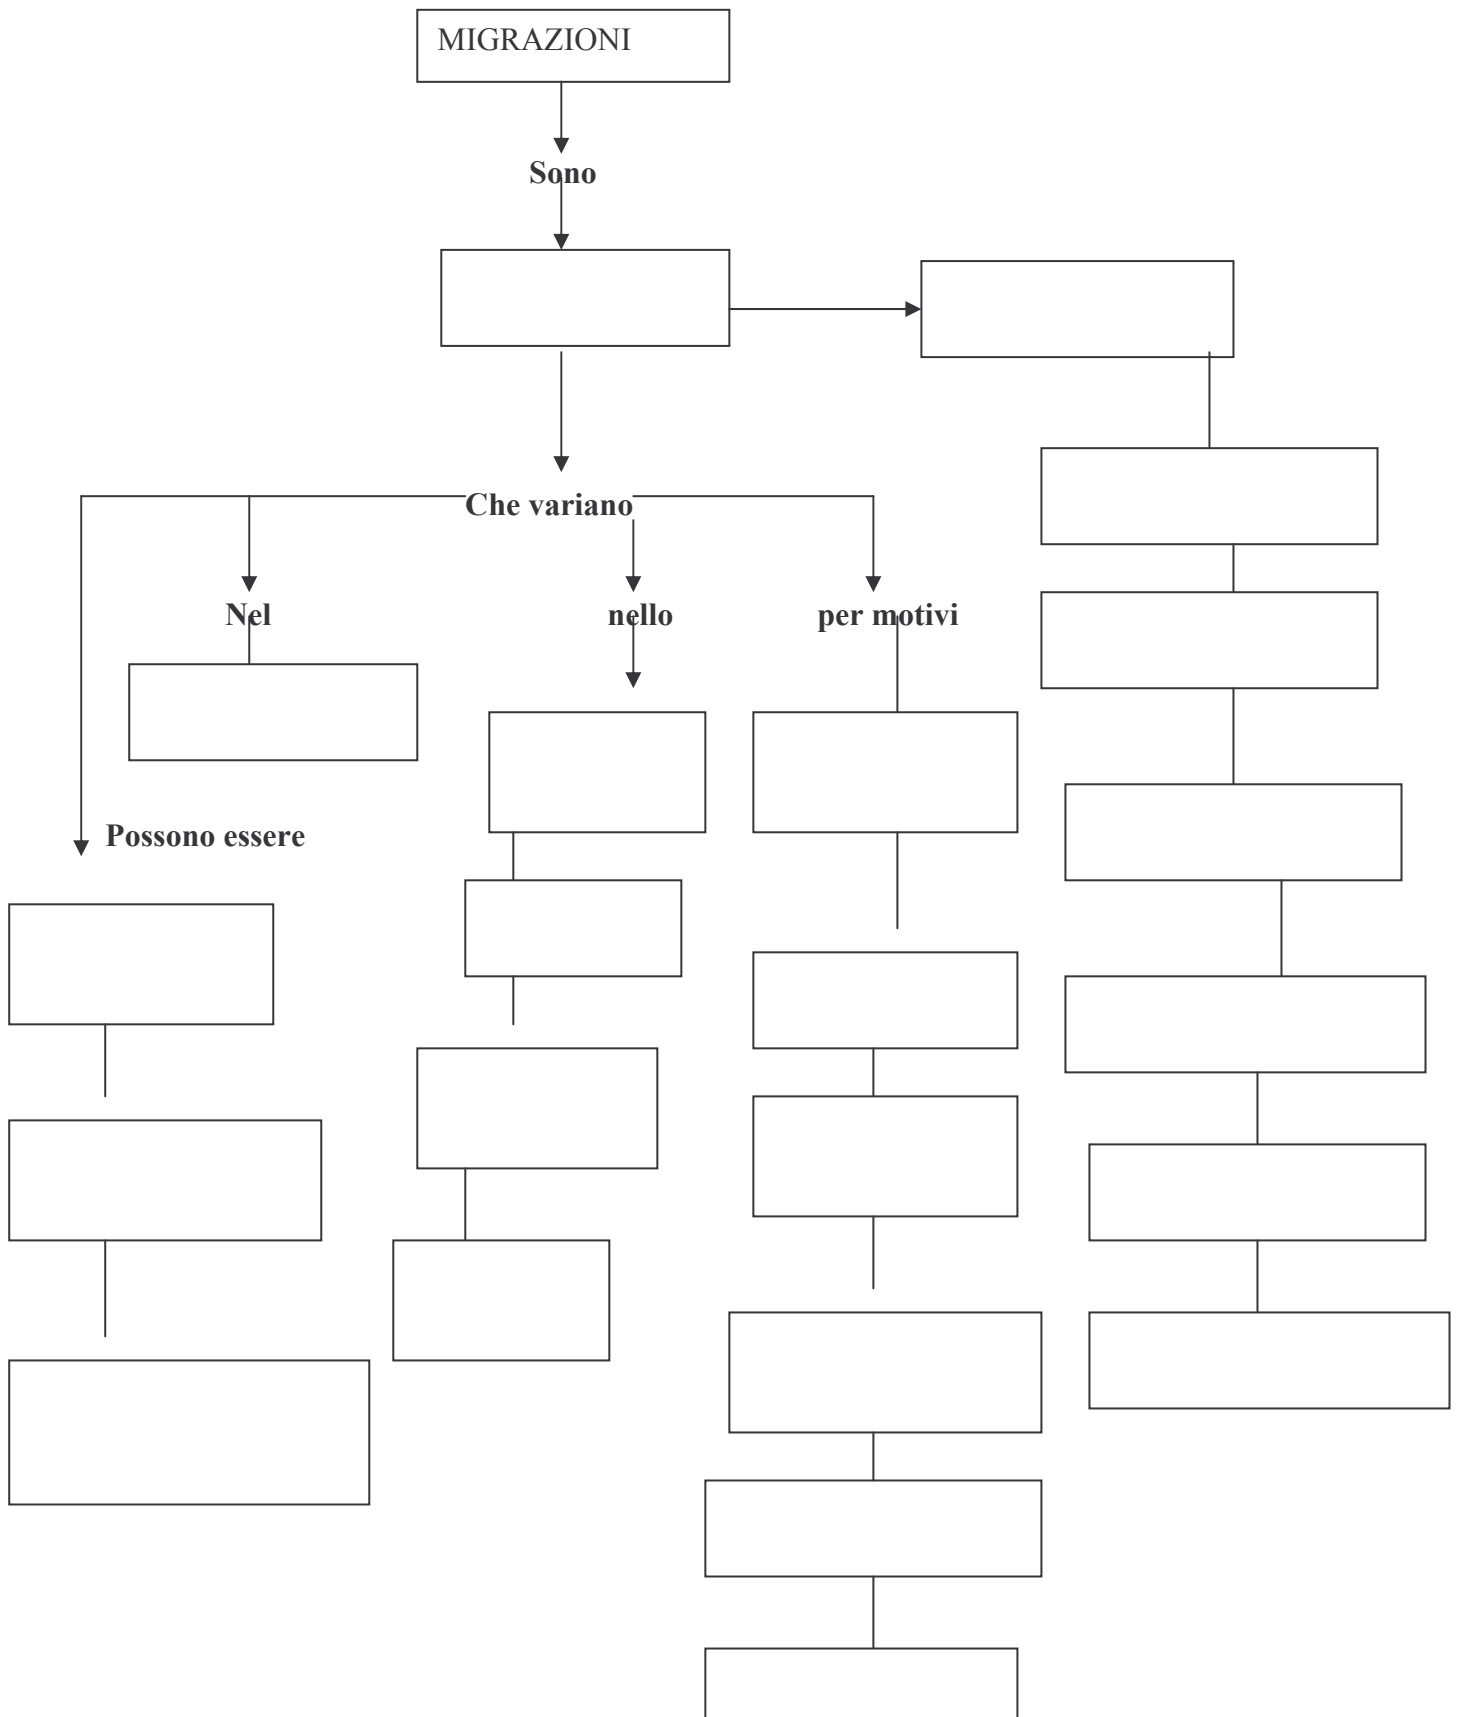 MIGRAZIONI
Sono
Che variano
Nel
nello
per motivi
Possono essere